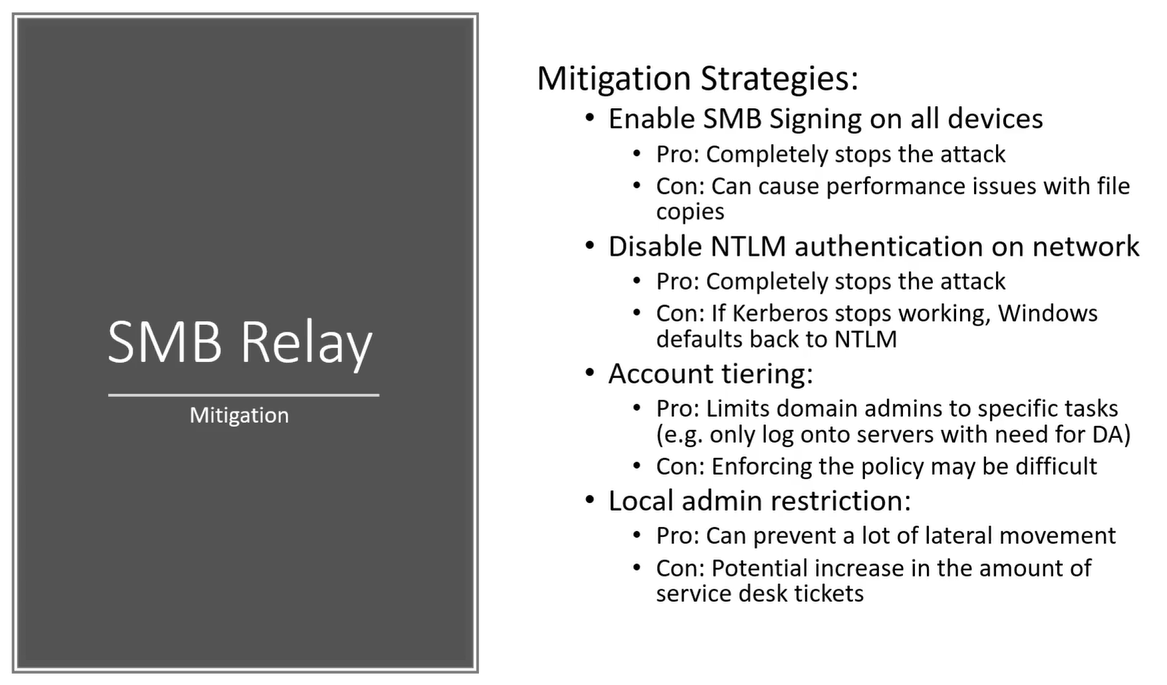 SMB Relay
Mitigation
Mitigation Strategies:
• Enable SMB Signing on all devices
• Pro: Completely stops the attack
• Con: Can cause performance issues with file
copies
• Disable NTLM authentication on network
• Pro: Completely stops the attack
• Con: If Kerberos stops working, Windows
defaults back to NTLM
• Account tiering:
• Pro: Limits domain admins to specific tasks
(e.g. only log onto servers with need for DA)
• Con: Enforcing the policy may be difficult
• Local admin restriction:
• Pro: Can prevent a lot of lateral movement
• Con: Potential increase in the amount of
service desk tickets